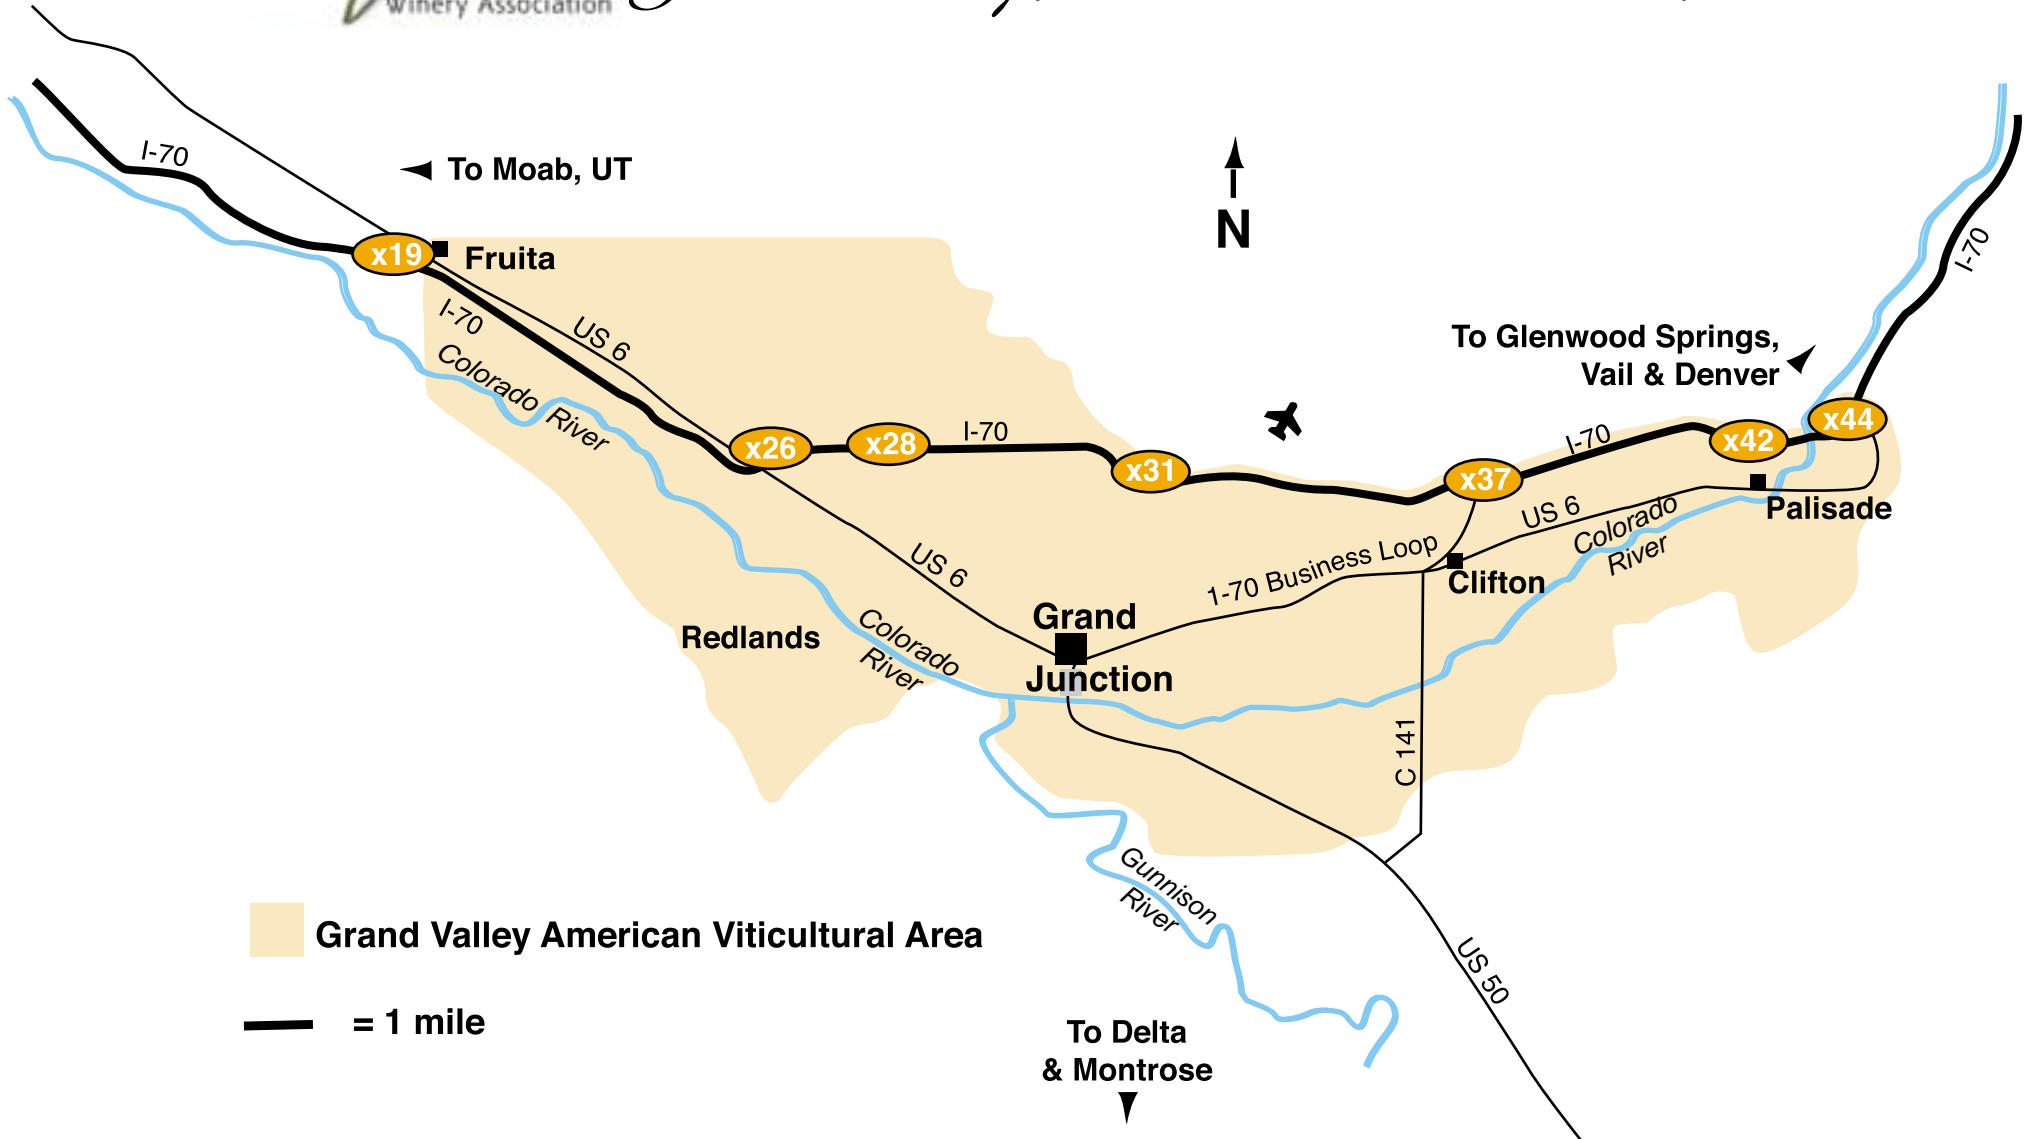 Winery Association
I-70
To Moab, UT
N
x19
Fruita
I-70
US 6
I-70
To Glenwood Springs,
Vail & Denver
Colorado River
x26
x28
I-70
x31
x37
I-70
x42
x44
US 6
Colorado
River
Palisade
US 6
1-70 Business Loop
Clifton
Grand
Junction
Redlands
Colorado
River
C 141
Gunnison
River
Grand Valley American Viticultural Area
= 1 mile
US 50
To Delta
& Montrose